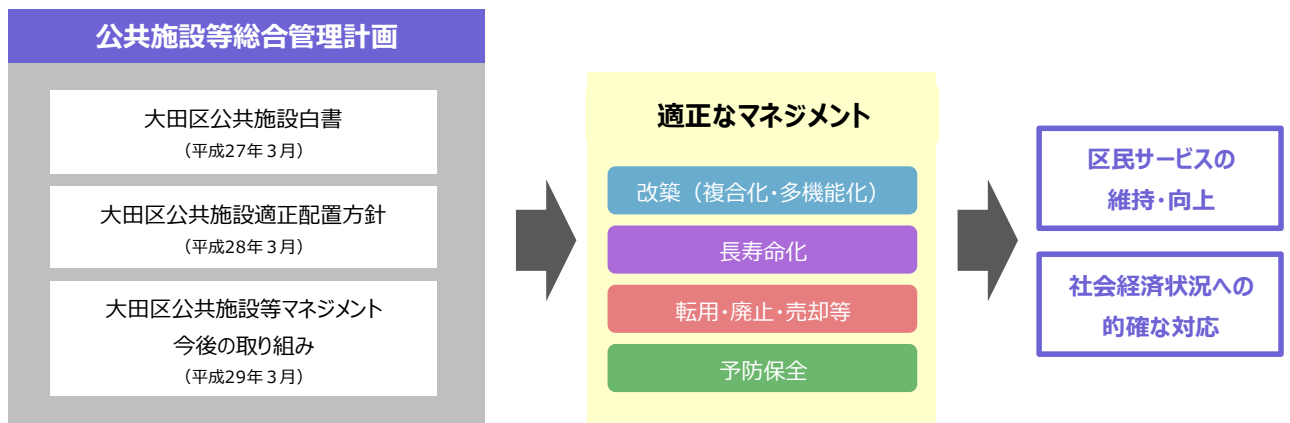 公共施設等総合管理計画
大田区公共施設白書
（平成27年３月）
大田区公共施設適正配置方針
（平成28年３月）
大田区公共施設等マネジメント
今後の取り組み
（平成29年３月）
適正なマネジメント
改築（複合化・多機能化）
長寿命化
転用・廃止・売却等
予防保全
区民サービスの
維持・向上
社会経済状況への
的確な対応